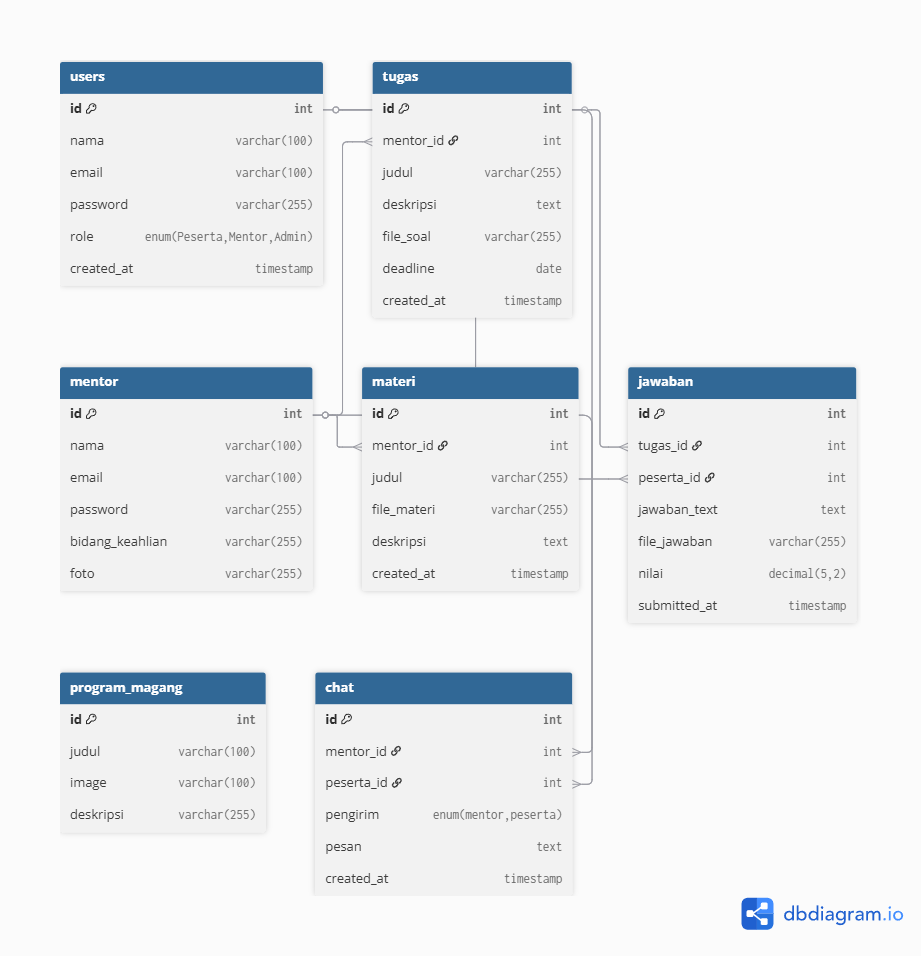 users
id int
nama varchar(100)
email varchar(100)
password varchar(255)
role enum(Peserta,Mentor,Admin)
created_at timestamp
tugas
id int
mentor_id int
judul varchar(255)
deskripsi text
file_soal varchar(255)
deadline date
created_at timestamp
mentor
id int
nama varchar(100)
email varchar(100)
password varchar(255)
bidang_keahlian varchar(255)
foto varchar(255)
materi
id int
mentor_id int
judul varchar(255)
file_materi varchar(255)
deskripsi text
created_at timestamp
jawaban
id int
tugas_id int
peserta_id int
jawaban_text text
file_jawaban varchar(255)
nilai decimal(5,2)
submitted_at timestamp
program_magang
id int
judul varchar(100)
image varchar(100)
deskripsi varchar(255)
chat
id int
mentor_id int
peserta_id int
pengirim enum(mentor,peserta)
pesan text
created_at timestamp
dbdiagram.io